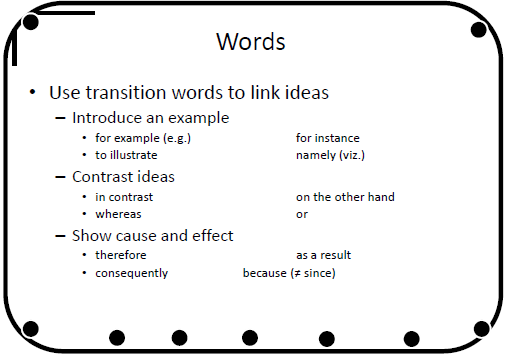 Words
• Use transition words to link ideas
– Introduce an example
• for example (e.g.) for instance
• to illustrate namely (viz.)
– Contrast ideas
• in contrast on the other hand
• whereas or
– Show cause and effect
• therefore as a result
• consequently because (≠ since)